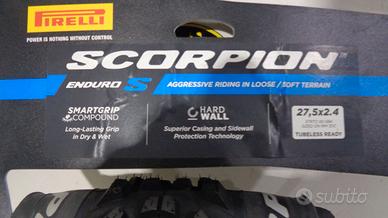 PIRELLI
POWER IS NOTHING WITHOUT CONTROL
SCORPION™
ENDURO S
AGGRESSIVE RIDING IN LOOSE / SOFT TERRAIN
SMARTGRIP
COMPOUND
Long-Lasting Grip
in Dry & Wet
HARD
WALL
Superior Casing and Sidewall
Protection Technology
27,5x2.4
TUBELESS READY
subito